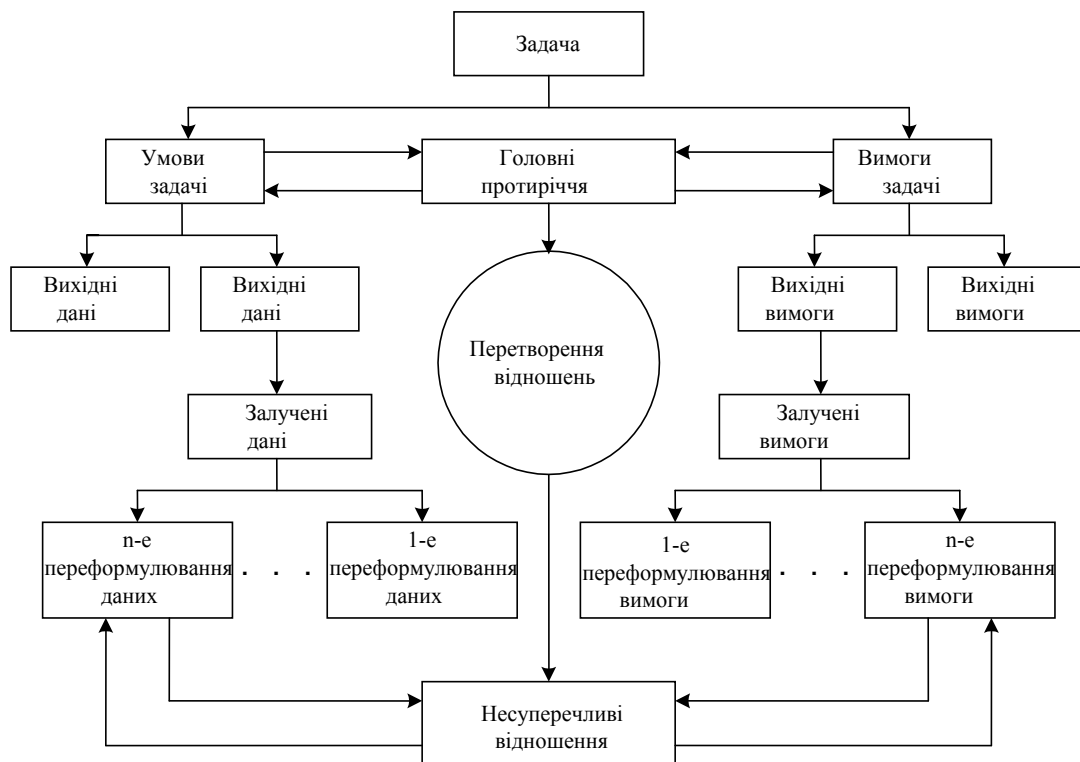 Задача
Умови
задачі
Головні
протиріччя
Вимоги
задачі
Вихідні
дані
Вихідні
дані
Вихідні
вимоги
Вихідні
вимоги
Перетворення
відношень
Залучені
дані
Залучені
вимоги
n-е
переформулювання
даних
. . .
1-е
переформулювання
даних
1-е
переформулювання
вимоги
. . .
n-е
переформулювання
вимоги
Несуперечливі
відношення